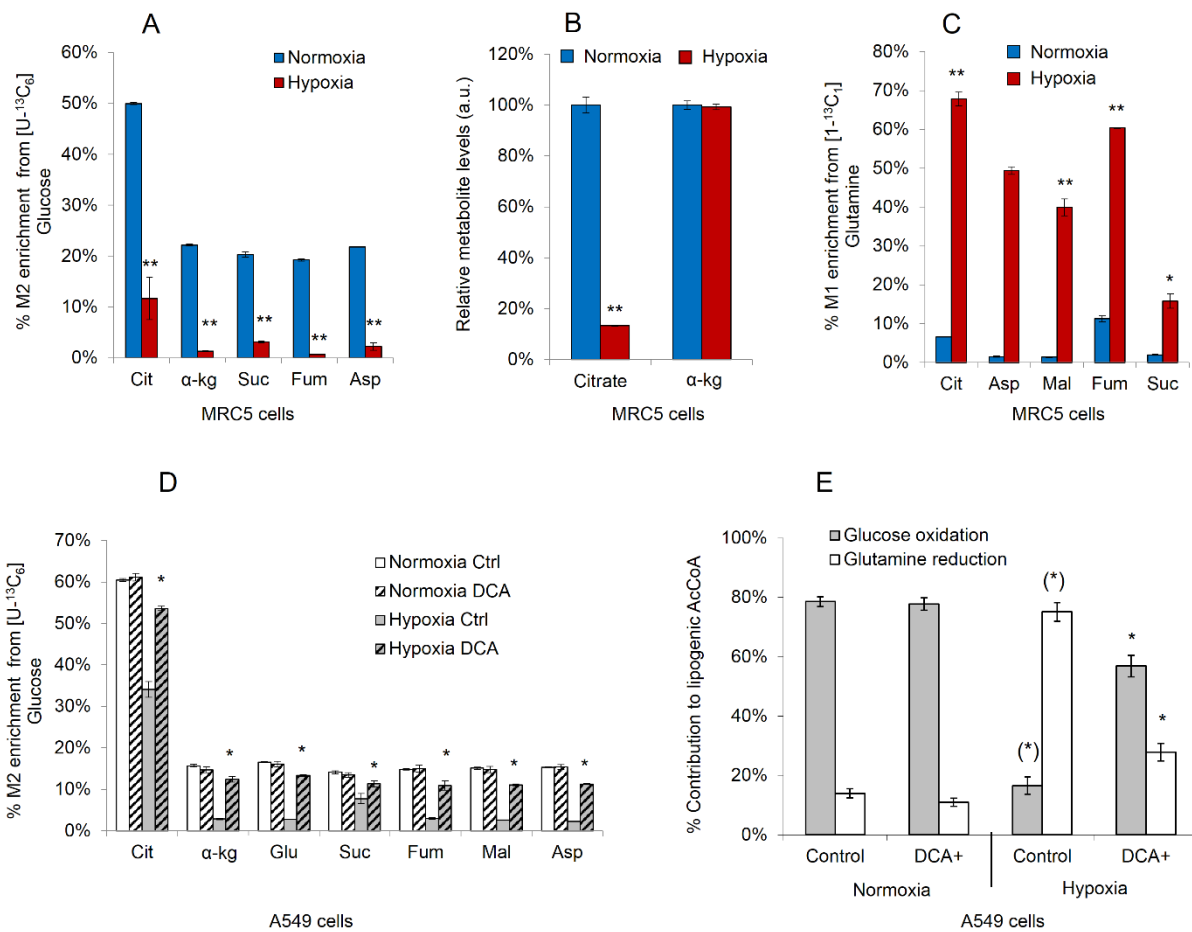 A
% M2 enrichment from [U-¹³C₆]
Glucose
60%
50%
40%
30%
20%
10%
0%
Normoxia
Hypoxia
**
**
**
**
**
Cit α-kg Suc Fum Asp
MRC5 cells
B
Relative metabolite levels (a.u.)
120%
100%
80%
60%
40%
20%
0%
Normoxia Hypoxia
**
Citrate α-kg
MRC5 cells
C
% M1 enrichment from [1-¹³C₁]
Glutamine
80%
70%
60%
50%
40%
30%
20%
10%
0%
Normoxia
Hypoxia
**
**
**
*
Cit Asp Mal Fum Suc
MRC5 cells
D
% M2 enrichment from [U-¹³C₆]
Glucose
70%
60%
50%
40%
30%
20%
10%
0%
Normoxia Ctrl
Normoxia DCA
Hypoxia Ctrl
Hypoxia DCA
*
* * * * * *
Cit α-kg Glu Suc Fum Mal Asp
A549 cells
E
% Contribution to lipogenic AcCoA
100%
80%
60%
40%
20%
0%
Glucose oxidation
Glutamine reduction
(*)
(*)
*
*
Control DCA+ Control DCA+
Normoxia Hypoxia
A549 cells